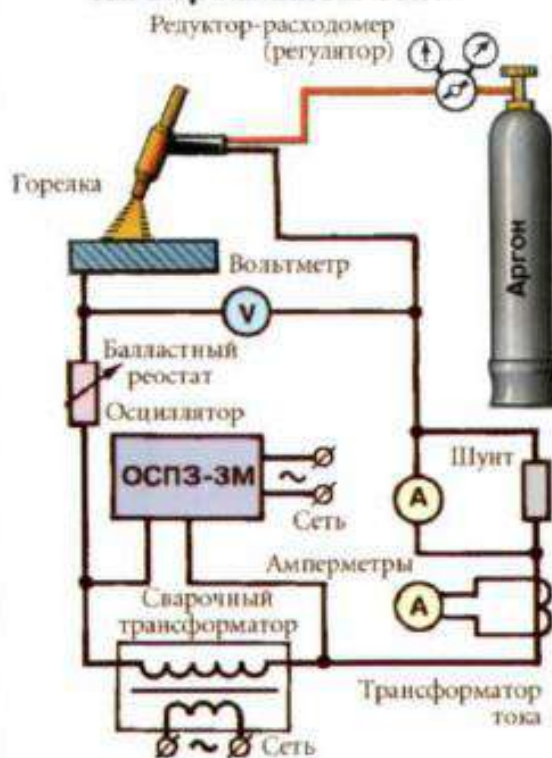 Редуктор-расходомер
(регулятор)
Горелка
Аргон
Вольтметр
V
Балластный
реостат
Осциллятор
ОСПЗ-3М
~
Сеть
Шунт
А
Амперметры
А
Сварочный
трансформатор
Трансформатор
тока
~ Сеть